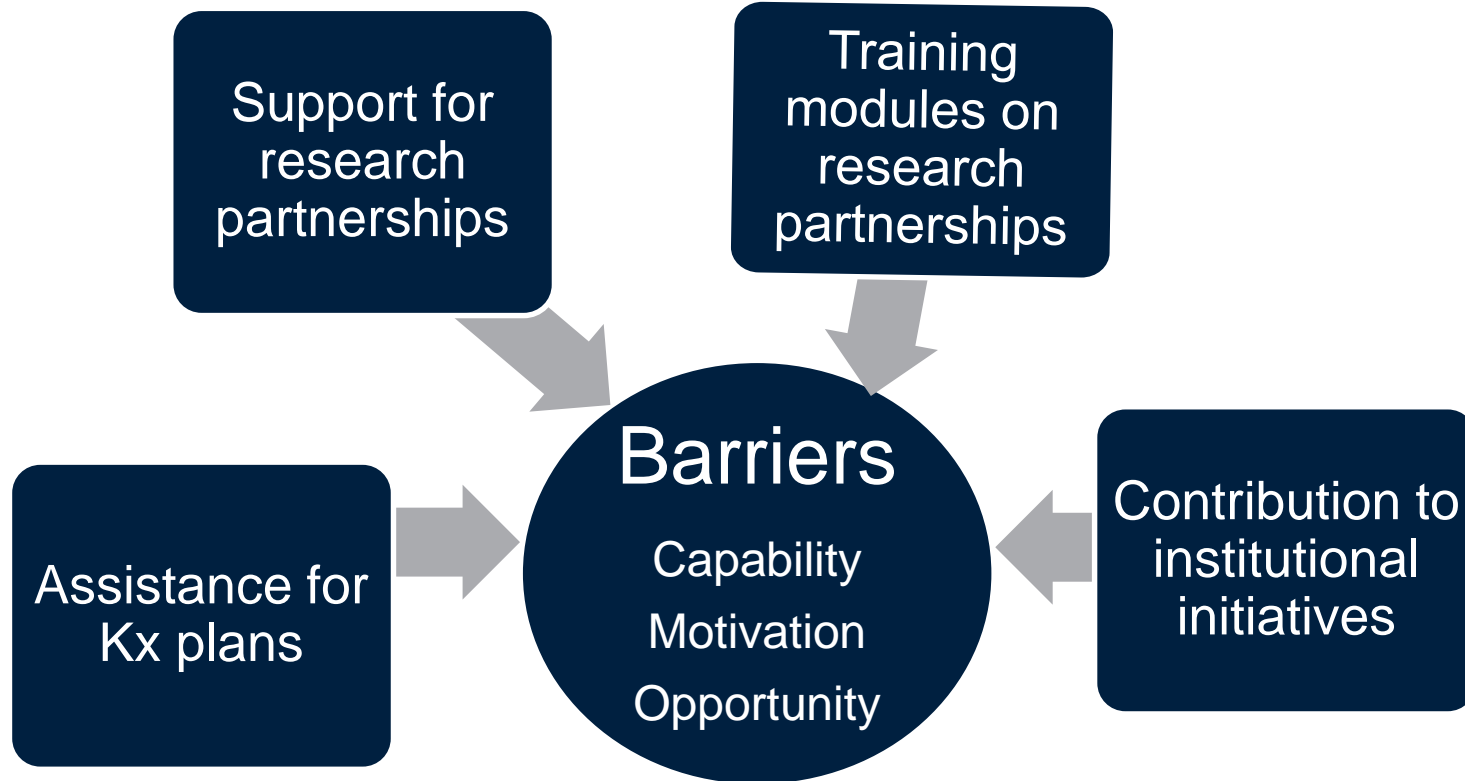 Support for
research
partnerships
Training
modules on
research
partnerships
Assistance for
Kx plans
Barriers
Capability
Motivation
Opportunity
Contribution to
institutional
initiatives